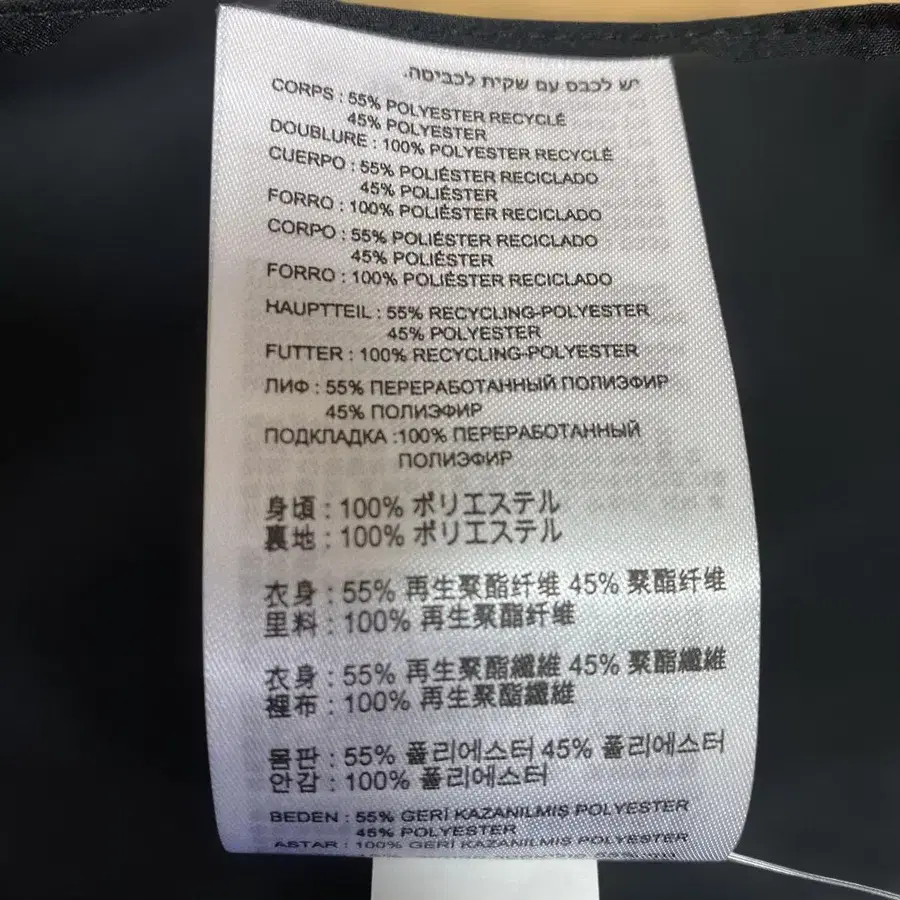 יש לכבס עם שקית לכביסה.
CORPS : 55% POLYESTER RECYCLÉ
45% POLYESTER
DOUBLURE : 100% POLYESTER RECYCLÉ
CUERPO : 55% POLIÉSTER RECICLADO
45% POLIÉSTER
FORRO : 100% POLIÉSTER RECICLADO
CORPO : 55% POLIÉSTER RECICLADO
45% POLIÉSTER
FORRO : 100% POLIÉSTER RECICLADO
HAUPTTEIL : 55% RECYCLING-POLYESTER
45% POLYESTER
FUTTER : 100% RECYCLING-POLYESTER
ЛИФ : 55% ПЕРЕРАБОТАННЫЙ ПОЛИЭФИР
45% ПОЛИЭФИР
ПОДКЛАДКА :100% ПЕРЕРАБОТАННЫЙ
ПОЛИЭФИР
身頃 : 100% ポリエステル
裏地 : 100% ポリエステル
衣身 : 55% 再生聚酯纤维 45% 聚酯纤维
里料 : 100% 再生聚酯纤维
衣身 : 55% 再生聚酯纖維 45% 聚酯纖維
裡布 : 100% 再生聚酯纖維
몸판 : 55% 폴리에스터 45% 폴리에스터
안감 : 100% 폴리에스터
BEDEN : 55% GERİ KAZANILMIŞ POLYESTER
45% POLYESTER
ASTAR : 100% GERİ KAZANILMIŞ POLYESTER